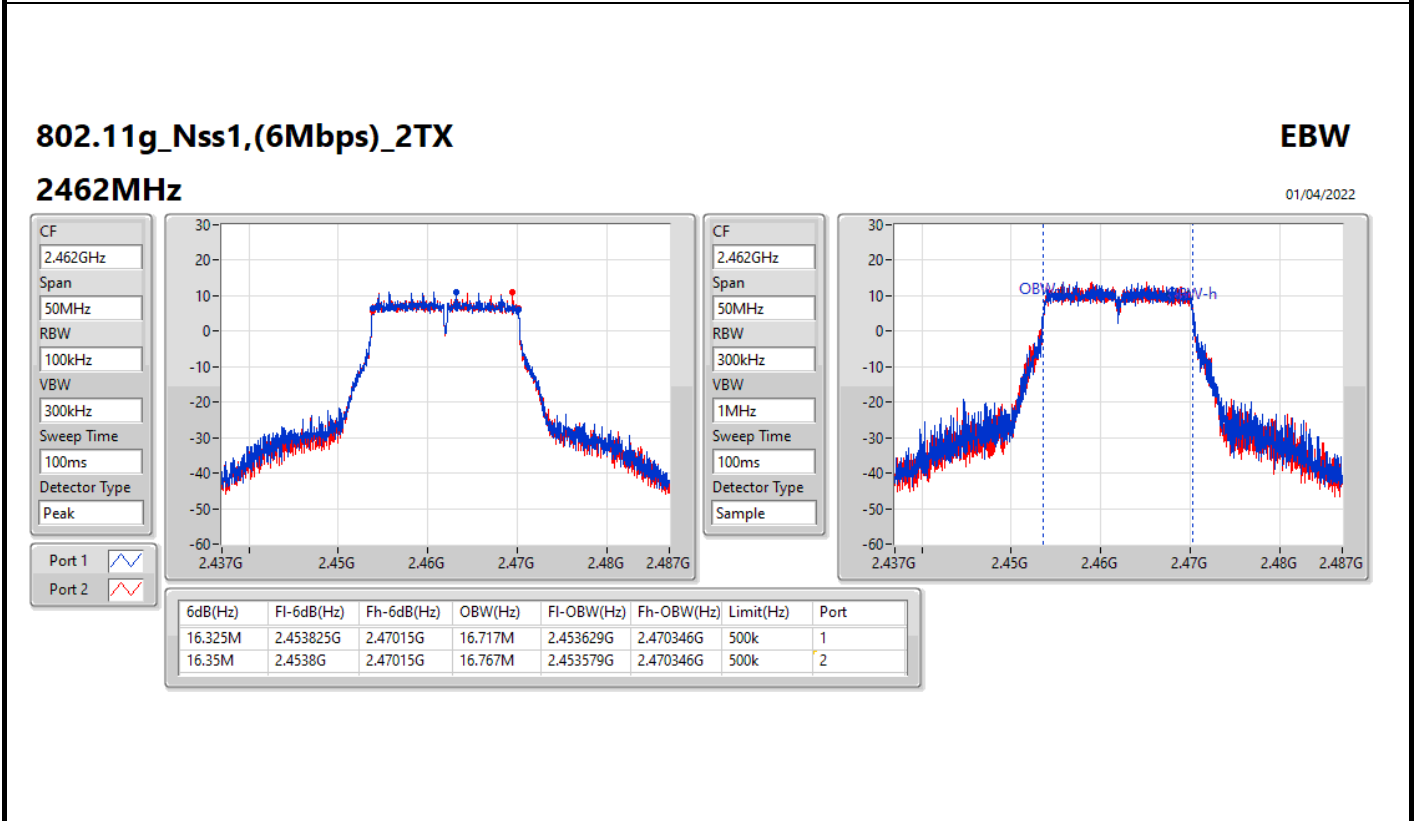 802.11g_Nss1,(6Mbps)_2TX
EBW
2462MHz
01/04/2022
CF
2.462GHz
Span
50MHz
RBW
100kHz
VBW
300kHz
Sweep Time
100ms
Detector Type
Peak
Port 1
Port 2
30
20
10
0
-10
-20
-30
-40
-50
-60
2.437G 2.45G 2.46G 2.47G 2.48G 2.487G
CF
2.462GHz
Span
50MHz
RBW
300kHz
VBW
1MHz
Sweep Time
100ms
Detector Type
Sample
30
20
10
0
-10
-20
-30
-40
-50
-60
2.437G 2.45G 2.46G 2.47G 2.48G 2.487G
6dB(Hz) Fl-6dB(Hz) Fh-6dB(Hz) OBW(Hz) Fl-OBW(Hz) Fh-OBW(Hz) Limit(Hz) Port
16.325M 2.453825G 2.47015G 16.717M 2.453629G 2.470346G 500k 1
16.35M 2.4538G 2.47015G 16.767M 2.453579G 2.470346G 500k 2